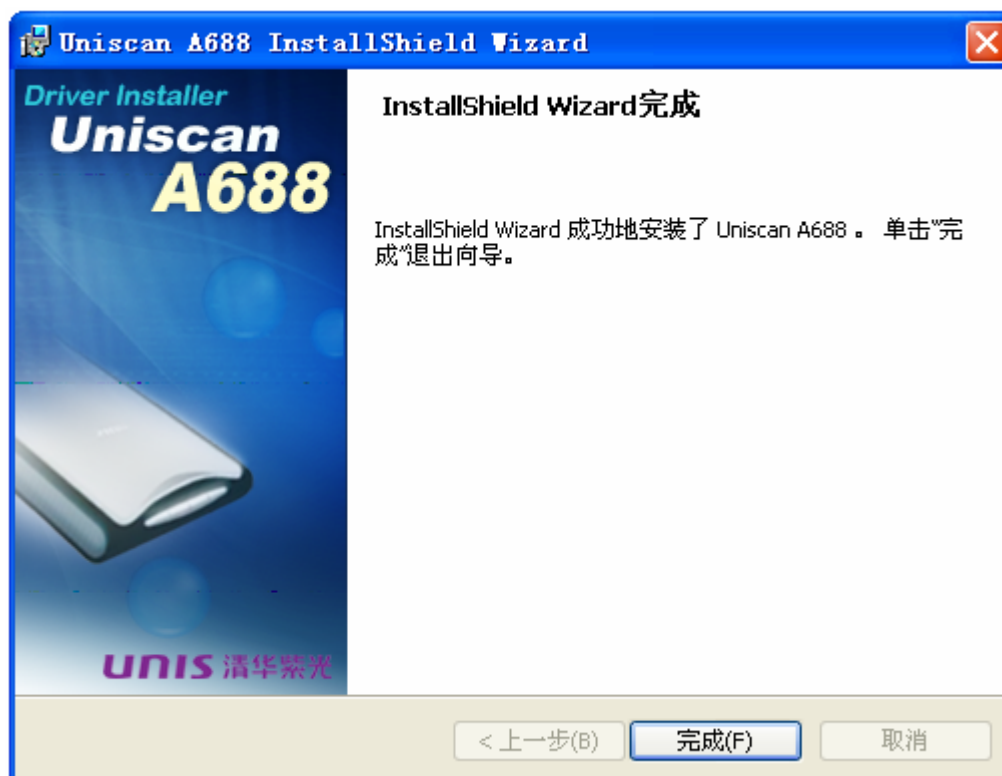 Uniscan A688 InstallShield Wizard
Driver Installer
Uniscan
A688
InstallShield Wizard完成
InstallShield Wizard 成功地安装了 Uniscan A688 。 单击“完
成”退出向导。
UNIS 清华紫光
< 上一步(B)
完成(F)
取消